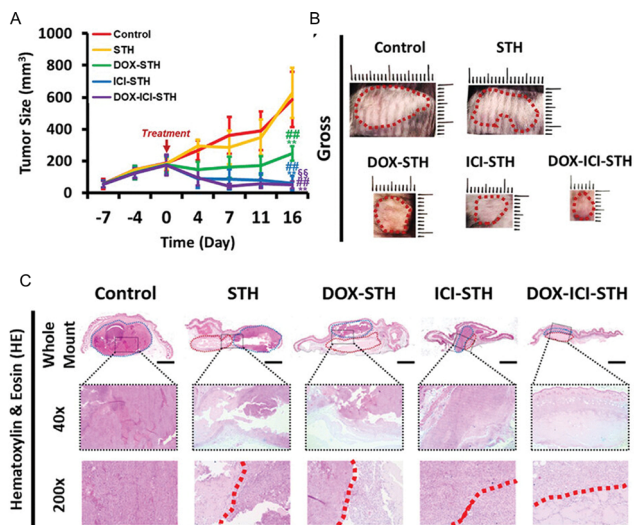 A
Tumor Size (mm³)
1000
800
600
400
200
0
Control
STH
DOX-STH
ICI-STH
DOX-ICI-STH
Treatment
##
**
##
**
§§
##
**
-7 -4 0 4 7 11 16
Time (Day)
B
Gross
Control STH
DOX-STH ICI-STH DOX-ICI-STH
C
Hematoxylin & Eosin (HE)
Control STH DOX-STH ICI-STH DOX-ICI-STH
Whole
Mount
40x
200x